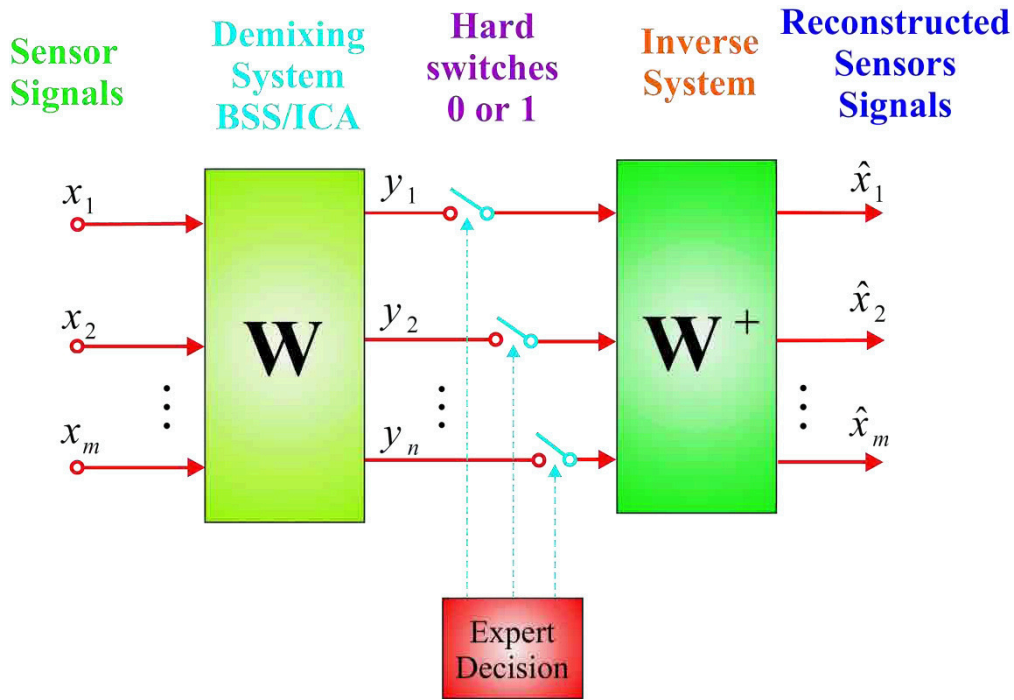 Sensor
Signals
Demixing
System
BSS/ICA
Hard
switches
0 or 1
Inverse
System
Reconstructed
Sensors
Signals
x₁
x₂
⋮
xₘ
W
y₁
y₂
⋮
yₙ
W⁺
x̂₁
x̂₂
⋮
x̂ₘ
Expert
Decision